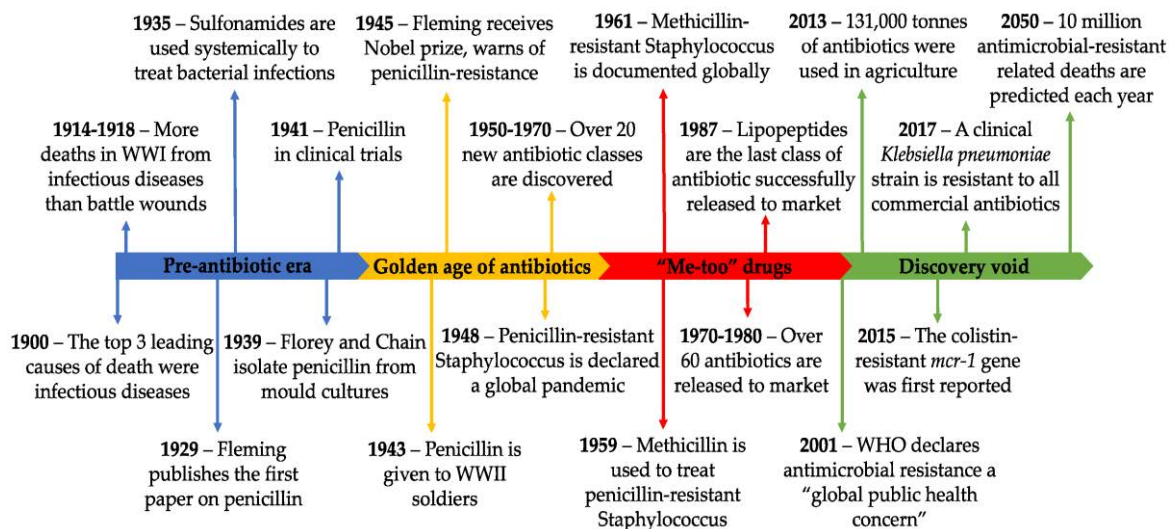 1935 – Sulfonamides are
used systemically to
treat bacterial infections
1945 – Fleming receives
Nobel prize, warns of
penicillin-resistance
1961 – Methicillin-
resistant Staphylococcus
is documented globally
2013 – 131,000 tonnes
of antibiotics were
used in agriculture
2050 – 10 million
antimicrobial-resistant
related deaths are
predicted each year
1914-1918 – More
deaths in WWI from
infectious diseases
than battle wounds
1941 – Penicillin
in clinical trials
1950-1970 – Over 20
new antibiotic classes
are discovered
1987 – Lipopeptides
are the last class of
antibiotic successfully
released to market
2017 – A clinical
Klebsiella pneumoniae
strain is resistant to all
commercial antibiotics
Pre-antibiotic era
Golden age of antibiotics
“Me-too” drugs
Discovery void
1900 – The top 3 leading
causes of death were
infectious diseases
1939 – Florey and Chain
isolate penicillin from
mould cultures
1948 – Penicillin-resistant
Staphylococcus is declared
a global pandemic
1970-1980 – Over
60 antibiotics are
released to market
2015 – The colistin-
resistant mcr-1 gene
was first reported
1929 – Fleming
publishes the first
paper on penicillin
1943 – Penicillin is
given to WWII
soldiers
1959 – Methicillin is
used to treat
penicillin-resistant
Staphylococcus
2001 – WHO declares
antimicrobial resistance a
“global public health
concern”